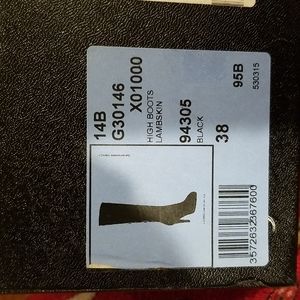 14B
G30146 X01000
HIGH BOOTS
LAMBSKIN
94305
BLACK
38
95B
530315
3572632367600